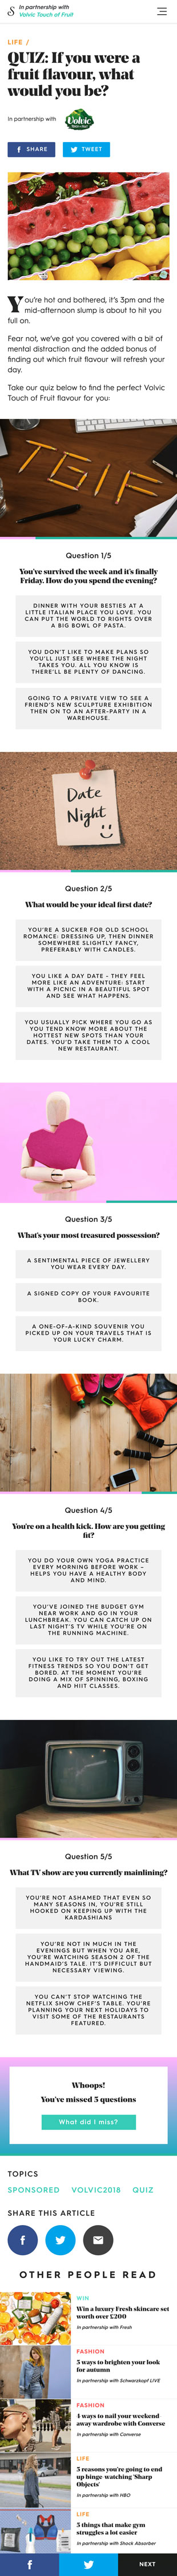 S In partnership with
Volvic Touch of Fruit
LIFE /
QUIZ: If you were a
fruit flavour, what
would you be?
In partnership with Volvic
SHARE TWEET
You're hot and bothered, it's 3pm and the
mid-afternoon slump is about to hit you
full on.
Fear not, we've got you covered with a bit of
mental distraction and the added bonus of
finding out which fruit flavour will refresh your
day.
Take our quiz below to find the perfect Volvic
Touch of Fruit flavour for you:
TEST
Question 1/5
You've survived the week and it's finally
Friday. How do you spend the evening?
DINNER WITH YOUR BESTIES AT A
LITTLE ITALIAN PLACE YOU LOVE. YOU
CAN PUT THE WORLD TO RIGHTS OVER
A BIG BOWL OF PASTA.
YOU DON'T LIKE TO MAKE PLANS SO
YOU'LL JUST SEE WHERE THE NIGHT
TAKES YOU. ALL YOU KNOW IS
THERE'LL BE PLENTY OF DANCING.
GOING TO A PRIVATE VIEW TO SEE A
FRIEND'S NEW SCULPTURE EXHIBITION
THEN ON TO AN AFTER-PARTY IN A
WAREHOUSE.
Date
Night
Question 2/5
What would be your ideal first date?
YOU'RE A SUCKER FOR OLD SCHOOL
ROMANCE: DRESSING UP, THEN DINNER
SOMEWHERE SLIGHTLY FANCY,
PREFERABLY WITH CANDLES.
YOU LIKE A DAY DATE - THEY FEEL
MORE LIKE AN ADVENTURE: START
WITH A PICNIC IN A BEAUTIFUL SPOT
AND SEE WHAT HAPPENS.
YOU USUALLY PICK WHERE YOU GO AS
YOU TEND KNOW MORE ABOUT THE
HOTTEST NEW SPOTS THAN YOUR
DATES. YOU'D TAKE THEM TO A COOL
NEW RESTAURANT.
Question 3/5
What's your most treasured possession?
A SENTIMENTAL PIECE OF JEWELLERY
YOU WEAR EVERY DAY.
A SIGNED COPY OF YOUR FAVOURITE
BOOK.
A ONE-OF-A-KIND SOUVENIR YOU
PICKED UP ON YOUR TRAVELS THAT IS
YOUR LUCKY CHARM.
Question 4/5
You're on a health kick. How are you getting
fit?
YOU DO YOUR OWN YOGA PRACTICE
EVERY MORNING BEFORE WORK –
HELPS YOU HAVE A HEALTHY BODY
AND MIND.
YOU'VE JOINED THE BUDGET GYM
NEAR WORK AND GO IN YOUR
LUNCHBREAK. YOU CAN CATCH UP ON
LAST NIGHT'S TV WHILE YOU'RE ON
THE RUNNING MACHINE.
YOU LIKE TO TRY OUT THE LATEST
FITNESS TRENDS SO YOU DON'T GET
BORED. AT THE MOMENT YOU'RE
DOING A MIX OF SPINNING, BOXING
AND HIIT CLASSES.
Question 5/5
What TV show are you currently mainlining?
YOU'RE NOT ASHAMED THAT EVEN SO
MANY SEASONS IN, YOU'RE STILL
HOOKED ON KEEPING UP WITH THE
KARDASHIANS
YOU'RE NOT IN MUCH IN THE
EVENINGS BUT WHEN YOU ARE,
YOU'RE WATCHING SEASON 2 OF THE
HANDMAID'S TALE. IT'S DIFFICULT BUT
NECESSARY VIEWING.
YOU CAN'T STOP WATCHING THE
NETFLIX SHOW CHEF'S TABLE. YOU'RE
PLANNING YOUR NEXT HOLIDAYS TO
VISIT SOME OF THE RESTAURANTS
FEATURED.
Whoops!
You've missed 5 questions
What did I miss?
TOPICS
SPONSORED VOLVIC2018 QUIZ
SHARE THIS ARTICLE
OTHER PEOPLE READ
WIN
Win a luxury Fresh skincare set
worth over £200
In partnership with Fresh
FASHION
5 ways to brighten your look
for autumn
In partnership with Schwarzkopf LIVE
FASHION
4 ways to nail your weekend
away wardrobe with Converse
In partnership with Converse
LIFE
5 reasons you're going to end
up binge-watching 'Sharp
Objects'
In partnership with HBO
LIFE
5 things that make gym
struggles a lot easier
In partnership with Shock Absorber
NEXT